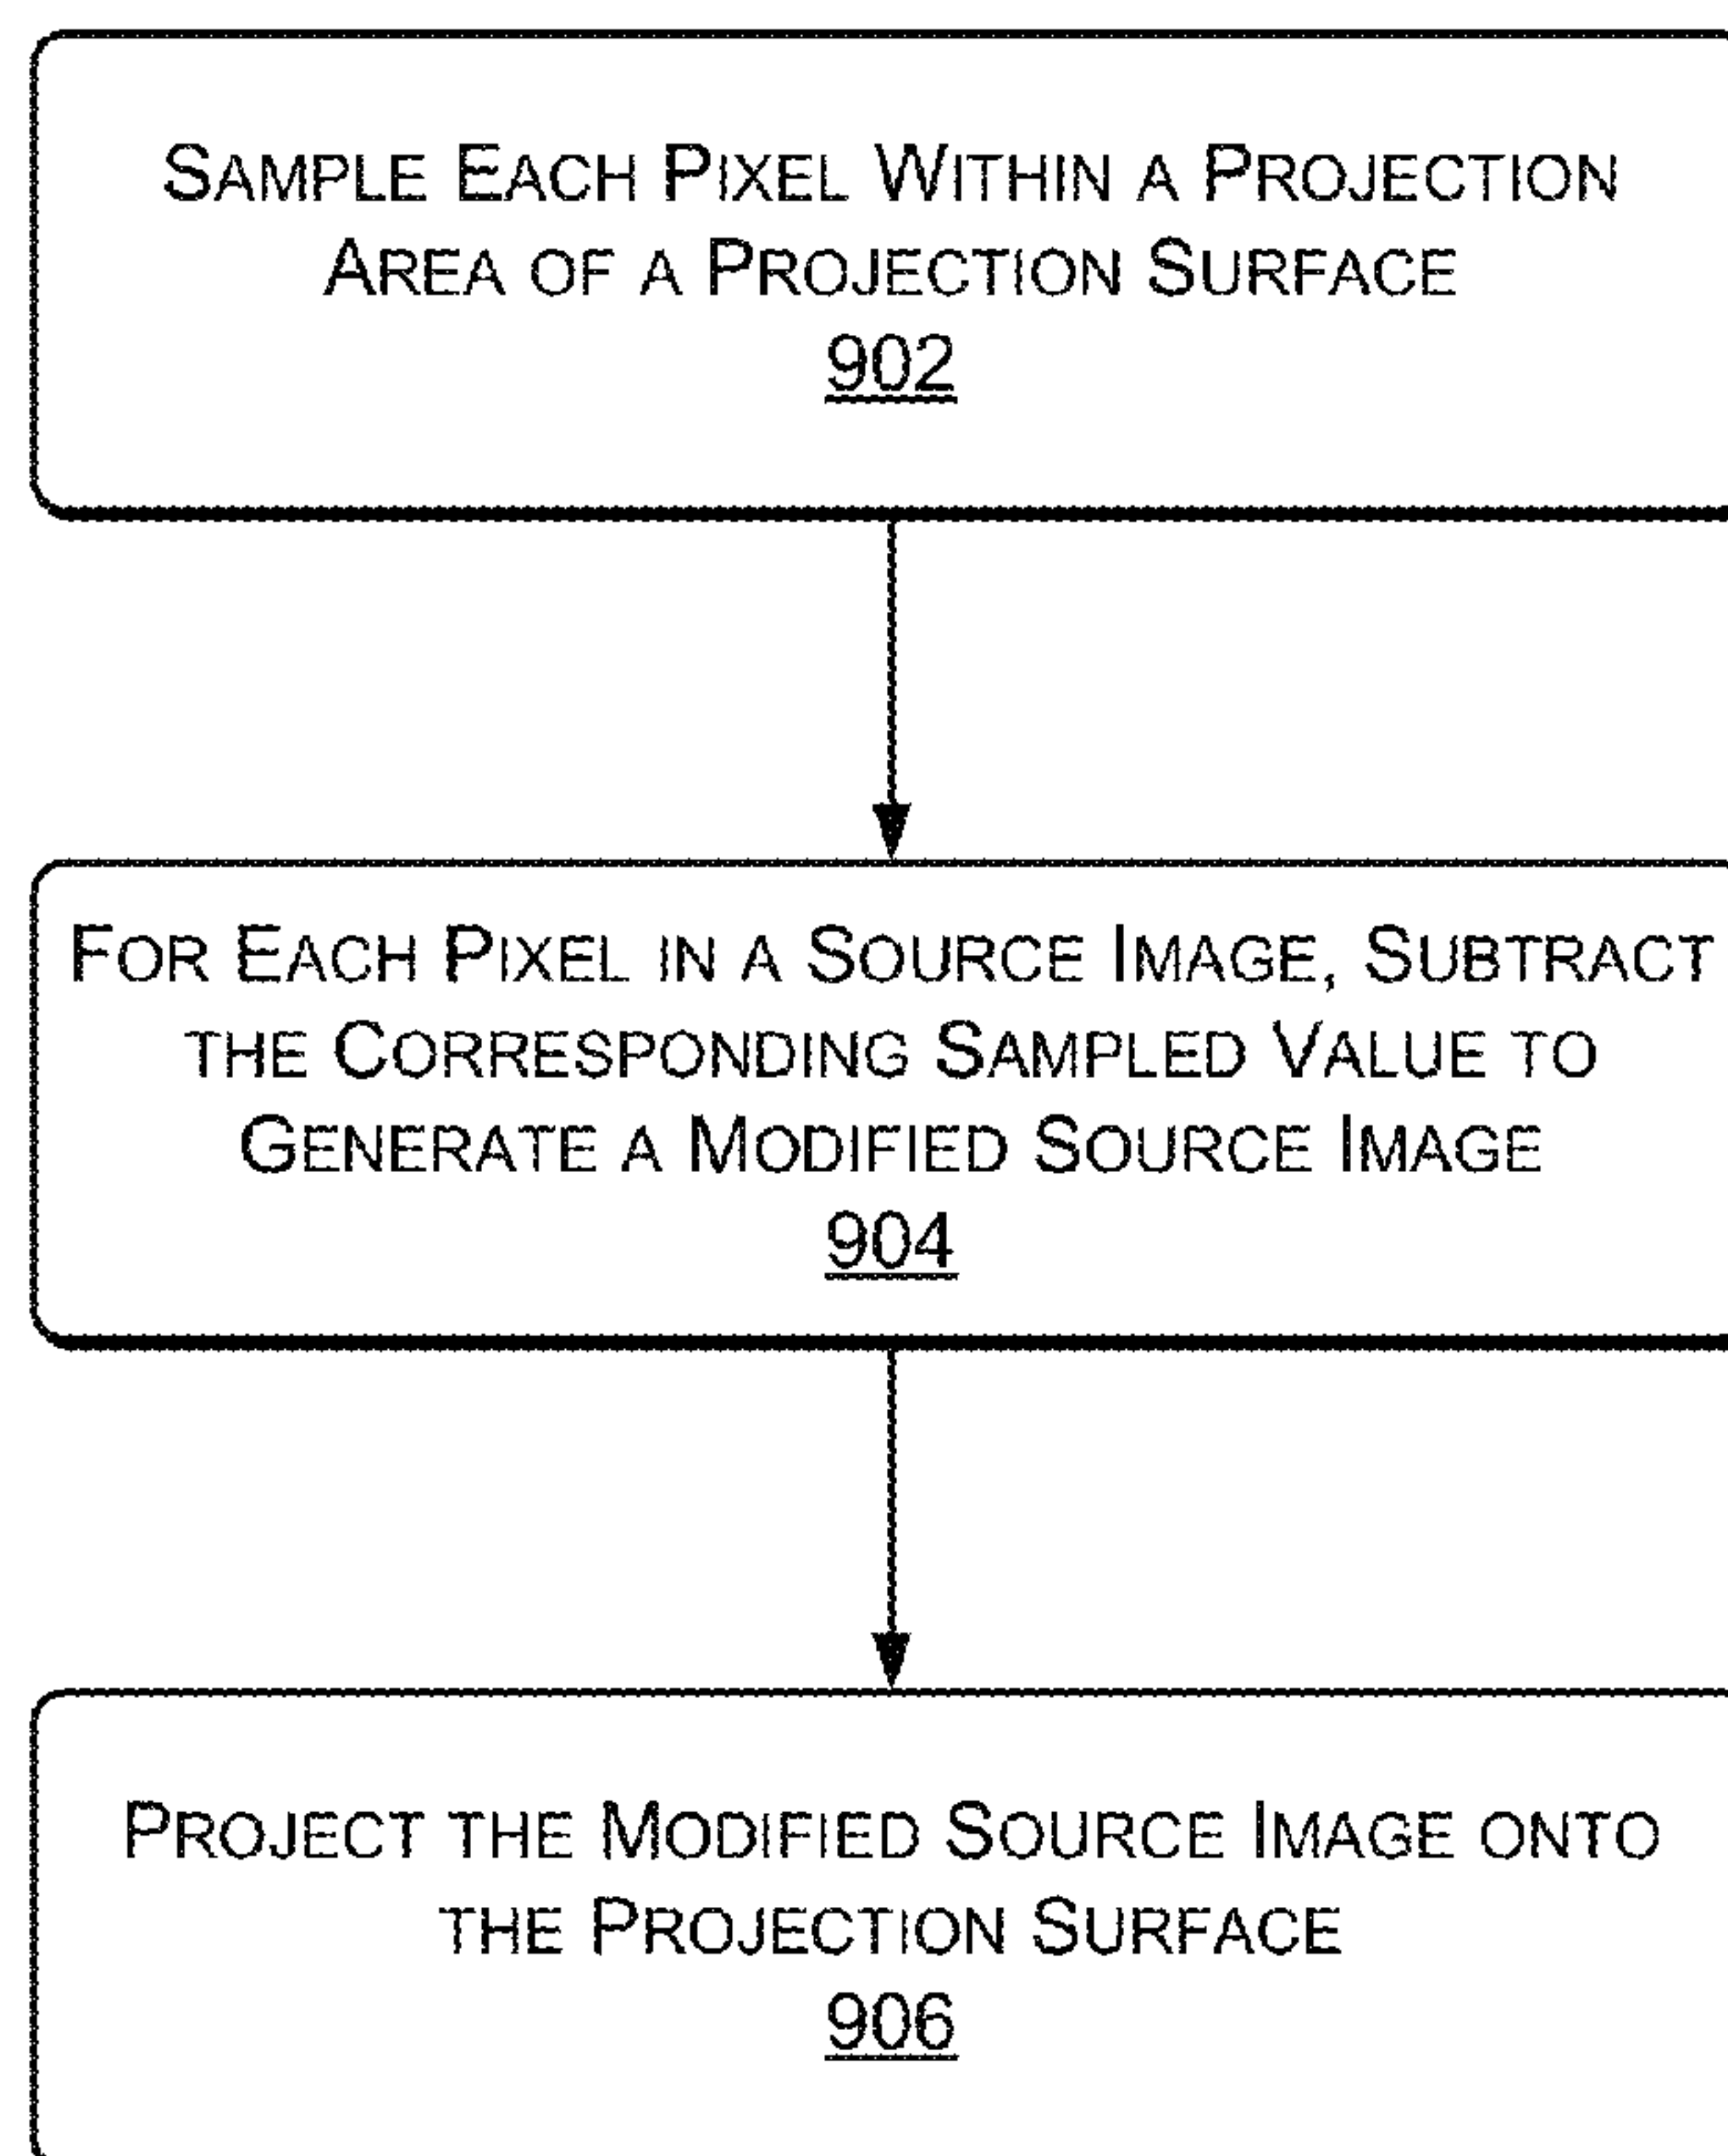 SAMPLE EACH PIXEL WITHIN A PROJECTION
AREA OF A PROJECTION SURFACE
902
FOR EACH PIXEL IN A SOURCE IMAGE, SUBTRACT
THE CORRESPONDING SAMPLED VALUE TO
GENERATE A MODIFIED SOURCE IMAGE
904
PROJECT THE MODIFIED SOURCE IMAGE ONTO
THE PROJECTION SURFACE
906